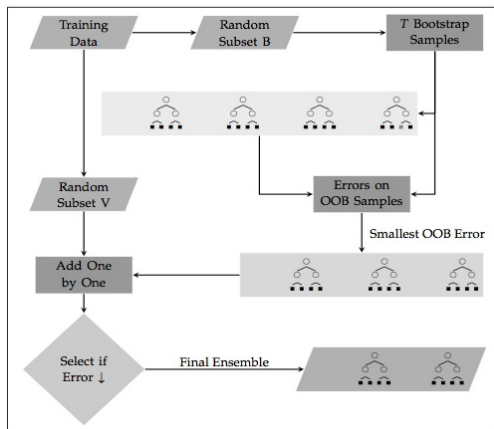 Training
Data
Random
Subset B
T Bootstrap
Samples
Random
Subset V
Errors on
OOB Samples
Smallest OOB Error
Add One
by One
Select if
Error ↓
Final Ensemble